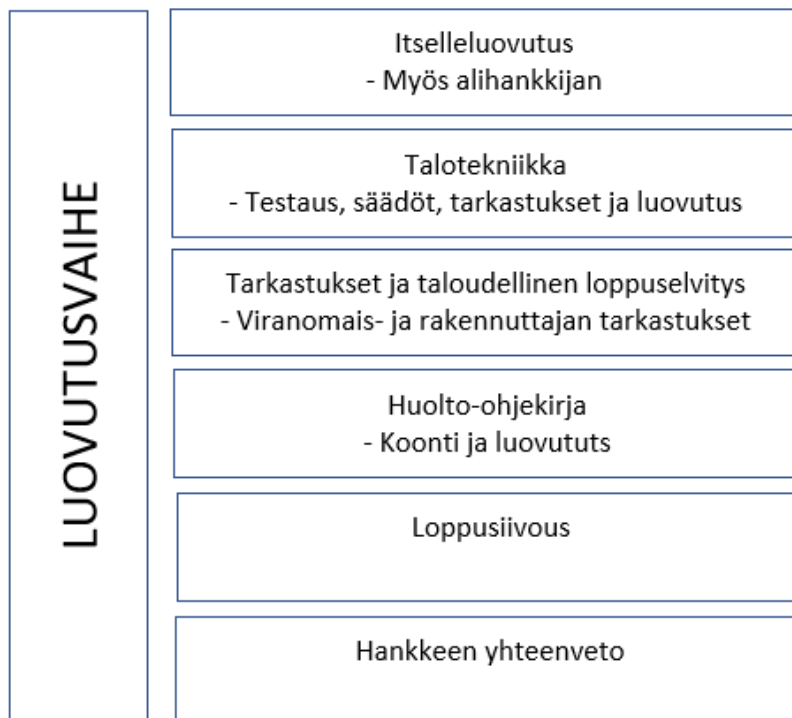 LUOVUTUSVAIHE
Itselleluovutus
- Myös alihankkijan
Talotekniikka
- Testaus, säädöt, tarkastukset ja luovutus
Tarkastukset ja taloudellinen loppuselvitys
- Viranomais- ja rakennuttajan tarkastukset
Huolto-ohjekirja
- Koonti ja luovututs
Loppusiivous
Hankkeen yhteenveto